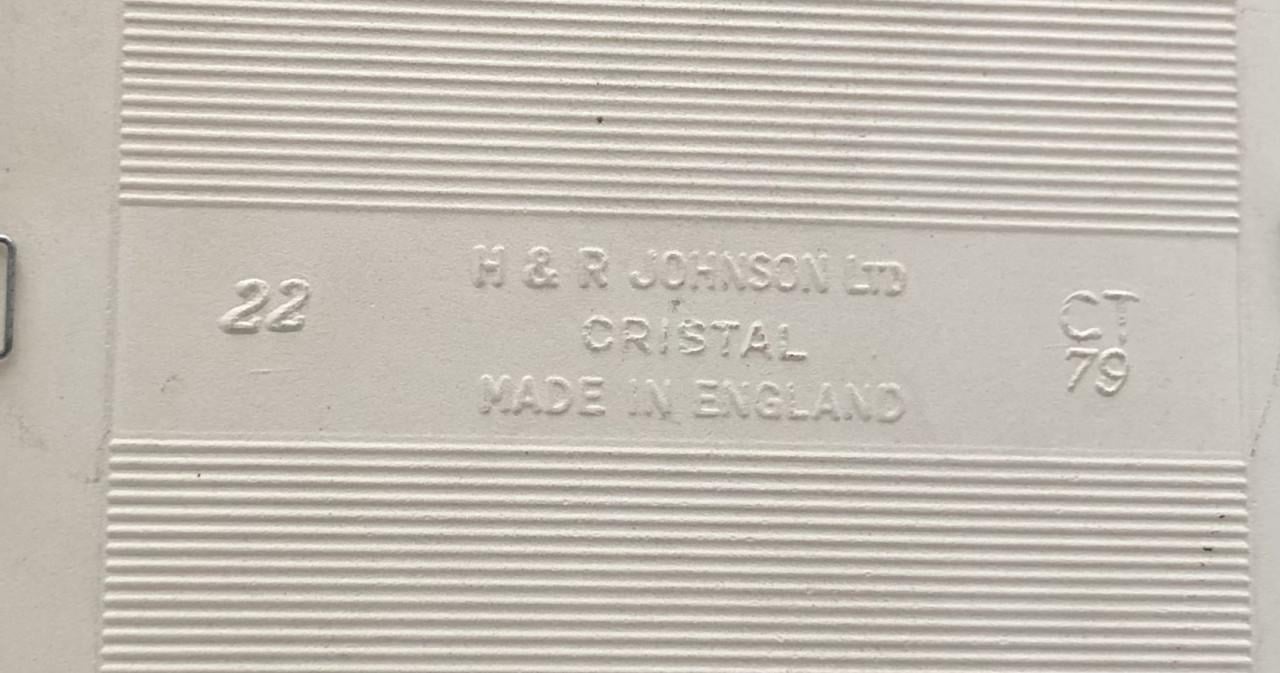 22
H & R JOHNSON LTD
CRISTAL
MADE IN ENGLAND
CT
79